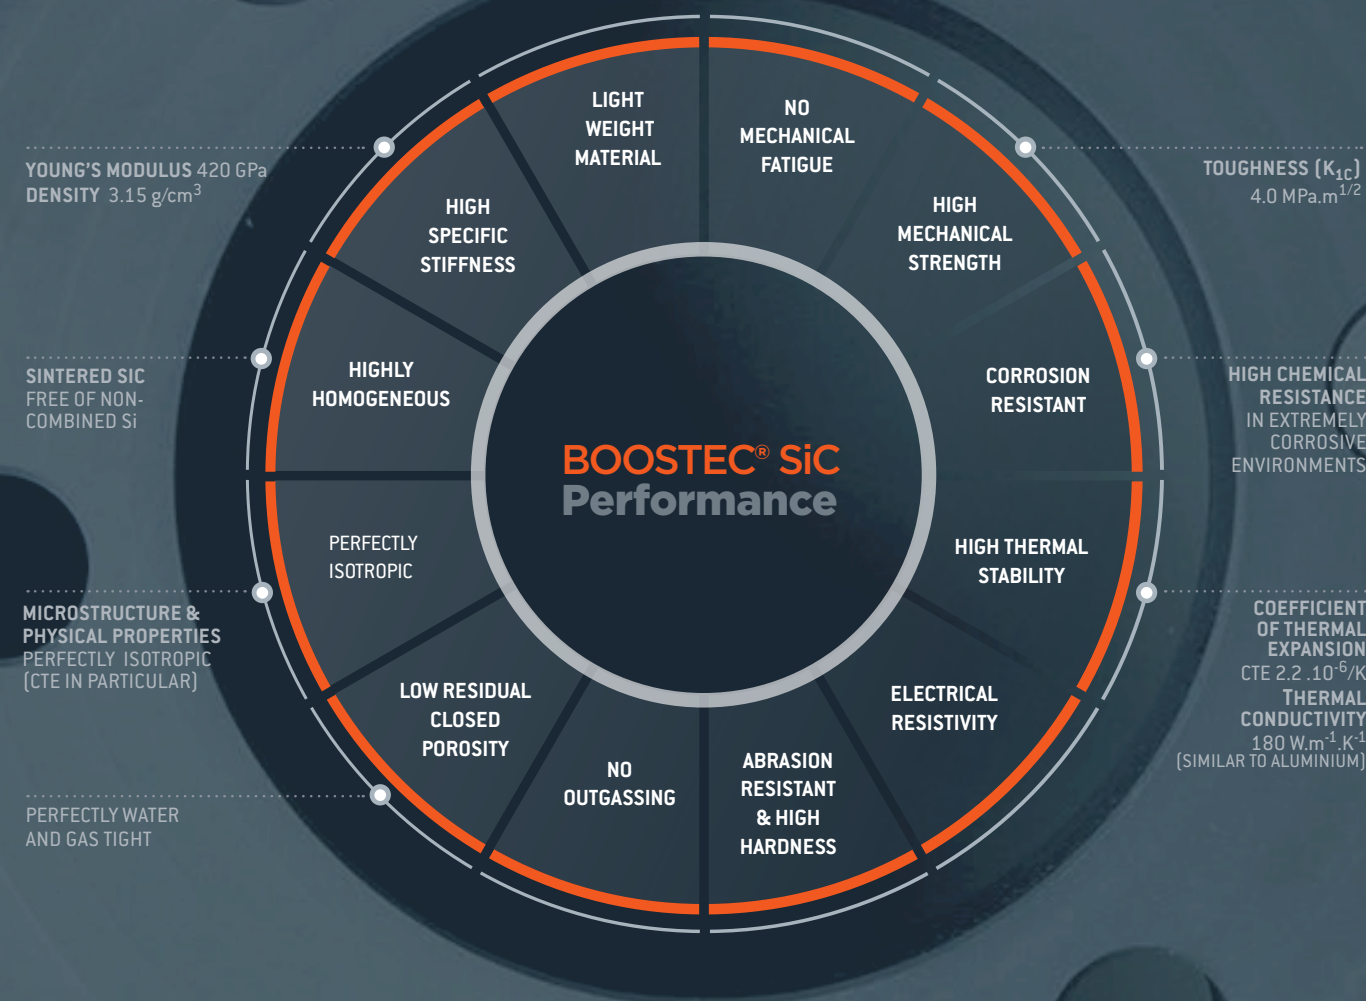 LIGHT
WEIGHT
MATERIAL
NO
MECHANICAL
FATIGUE
HIGH
MECHANICAL
STRENGTH
TOUGHNESS (K1C)
4.0 MPa.m1/2
CORROSION
RESISTANT
HIGH CHEMICAL
RESISTANCE
IN EXTREMELY
CORROSIVE
ENVIRONMENTS
HIGH THERMAL
STABILITY
COEFFICIENT
OF THERMAL
EXPANSION
CTE 2.2 .10-6/K
THERMAL
CONDUCTIVITY
180 W.m-1.K-1
(SIMILAR TO ALUMINIUM)
ELECTRICAL
RESISTIVITY
ABRASION
RESISTANT
& HIGH
HARDNESS
NO
OUTGASSING
LOW RESIDUAL
CLOSED
POROSITY
PERFECTLY WATER
AND GAS TIGHT
PERFECTLY
ISOTROPIC
MICROSTRUCTURE &
PHYSICAL PROPERTIES
PERFECTLY ISOTROPIC
(CTE IN PARTICULAR)
HIGHLY
HOMOGENEOUS
SINTERED SIC
FREE OF NON-
COMBINED Si
HIGH
SPECIFIC
STIFFNESS
YOUNG'S MODULUS 420 GPa
DENSITY 3.15 g/cm3
BOOSTEC® SiC
Performance